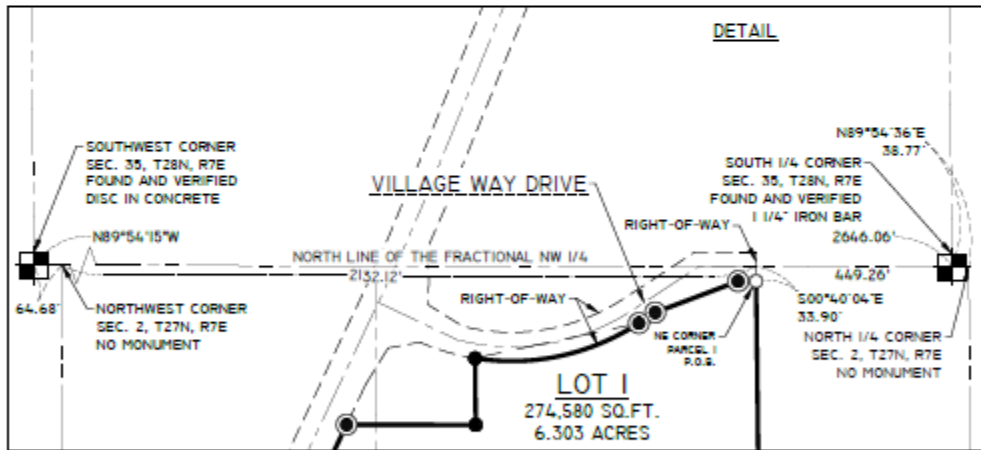 DETAIL
SOUTHWEST CORNER
SEC. 35, T28N, R7E
FOUND AND VERIFIED
DISC IN CONCRETE
N89°54'15"W
64.68'
NORTHWEST CORNER
SEC. 2, T27N, R7E
NO MONUMENT
VILLAGE WAY DRIVE
NORTH LINE OF THE FRACTIONAL NW 1/4
2132.12'
RIGHT-OF-WAY
RIGHT-OF-WAY
N89°54'36"E
38.77'
SOUTH 1/4 CORNER
SEC. 35, T28N, R7E
FOUND AND VERIFIED
1 1/4" IRON BAR
2646.06'
449.26'
S00°40'04"E
33.90'
NE CORNER
PARCEL 1
P.O.B.
NORTH 1/4 CORNER
SEC. 2, T27N, R7E
NO MONUMENT
LOT 1
274,580 SQ.FT.
6.303 ACRES